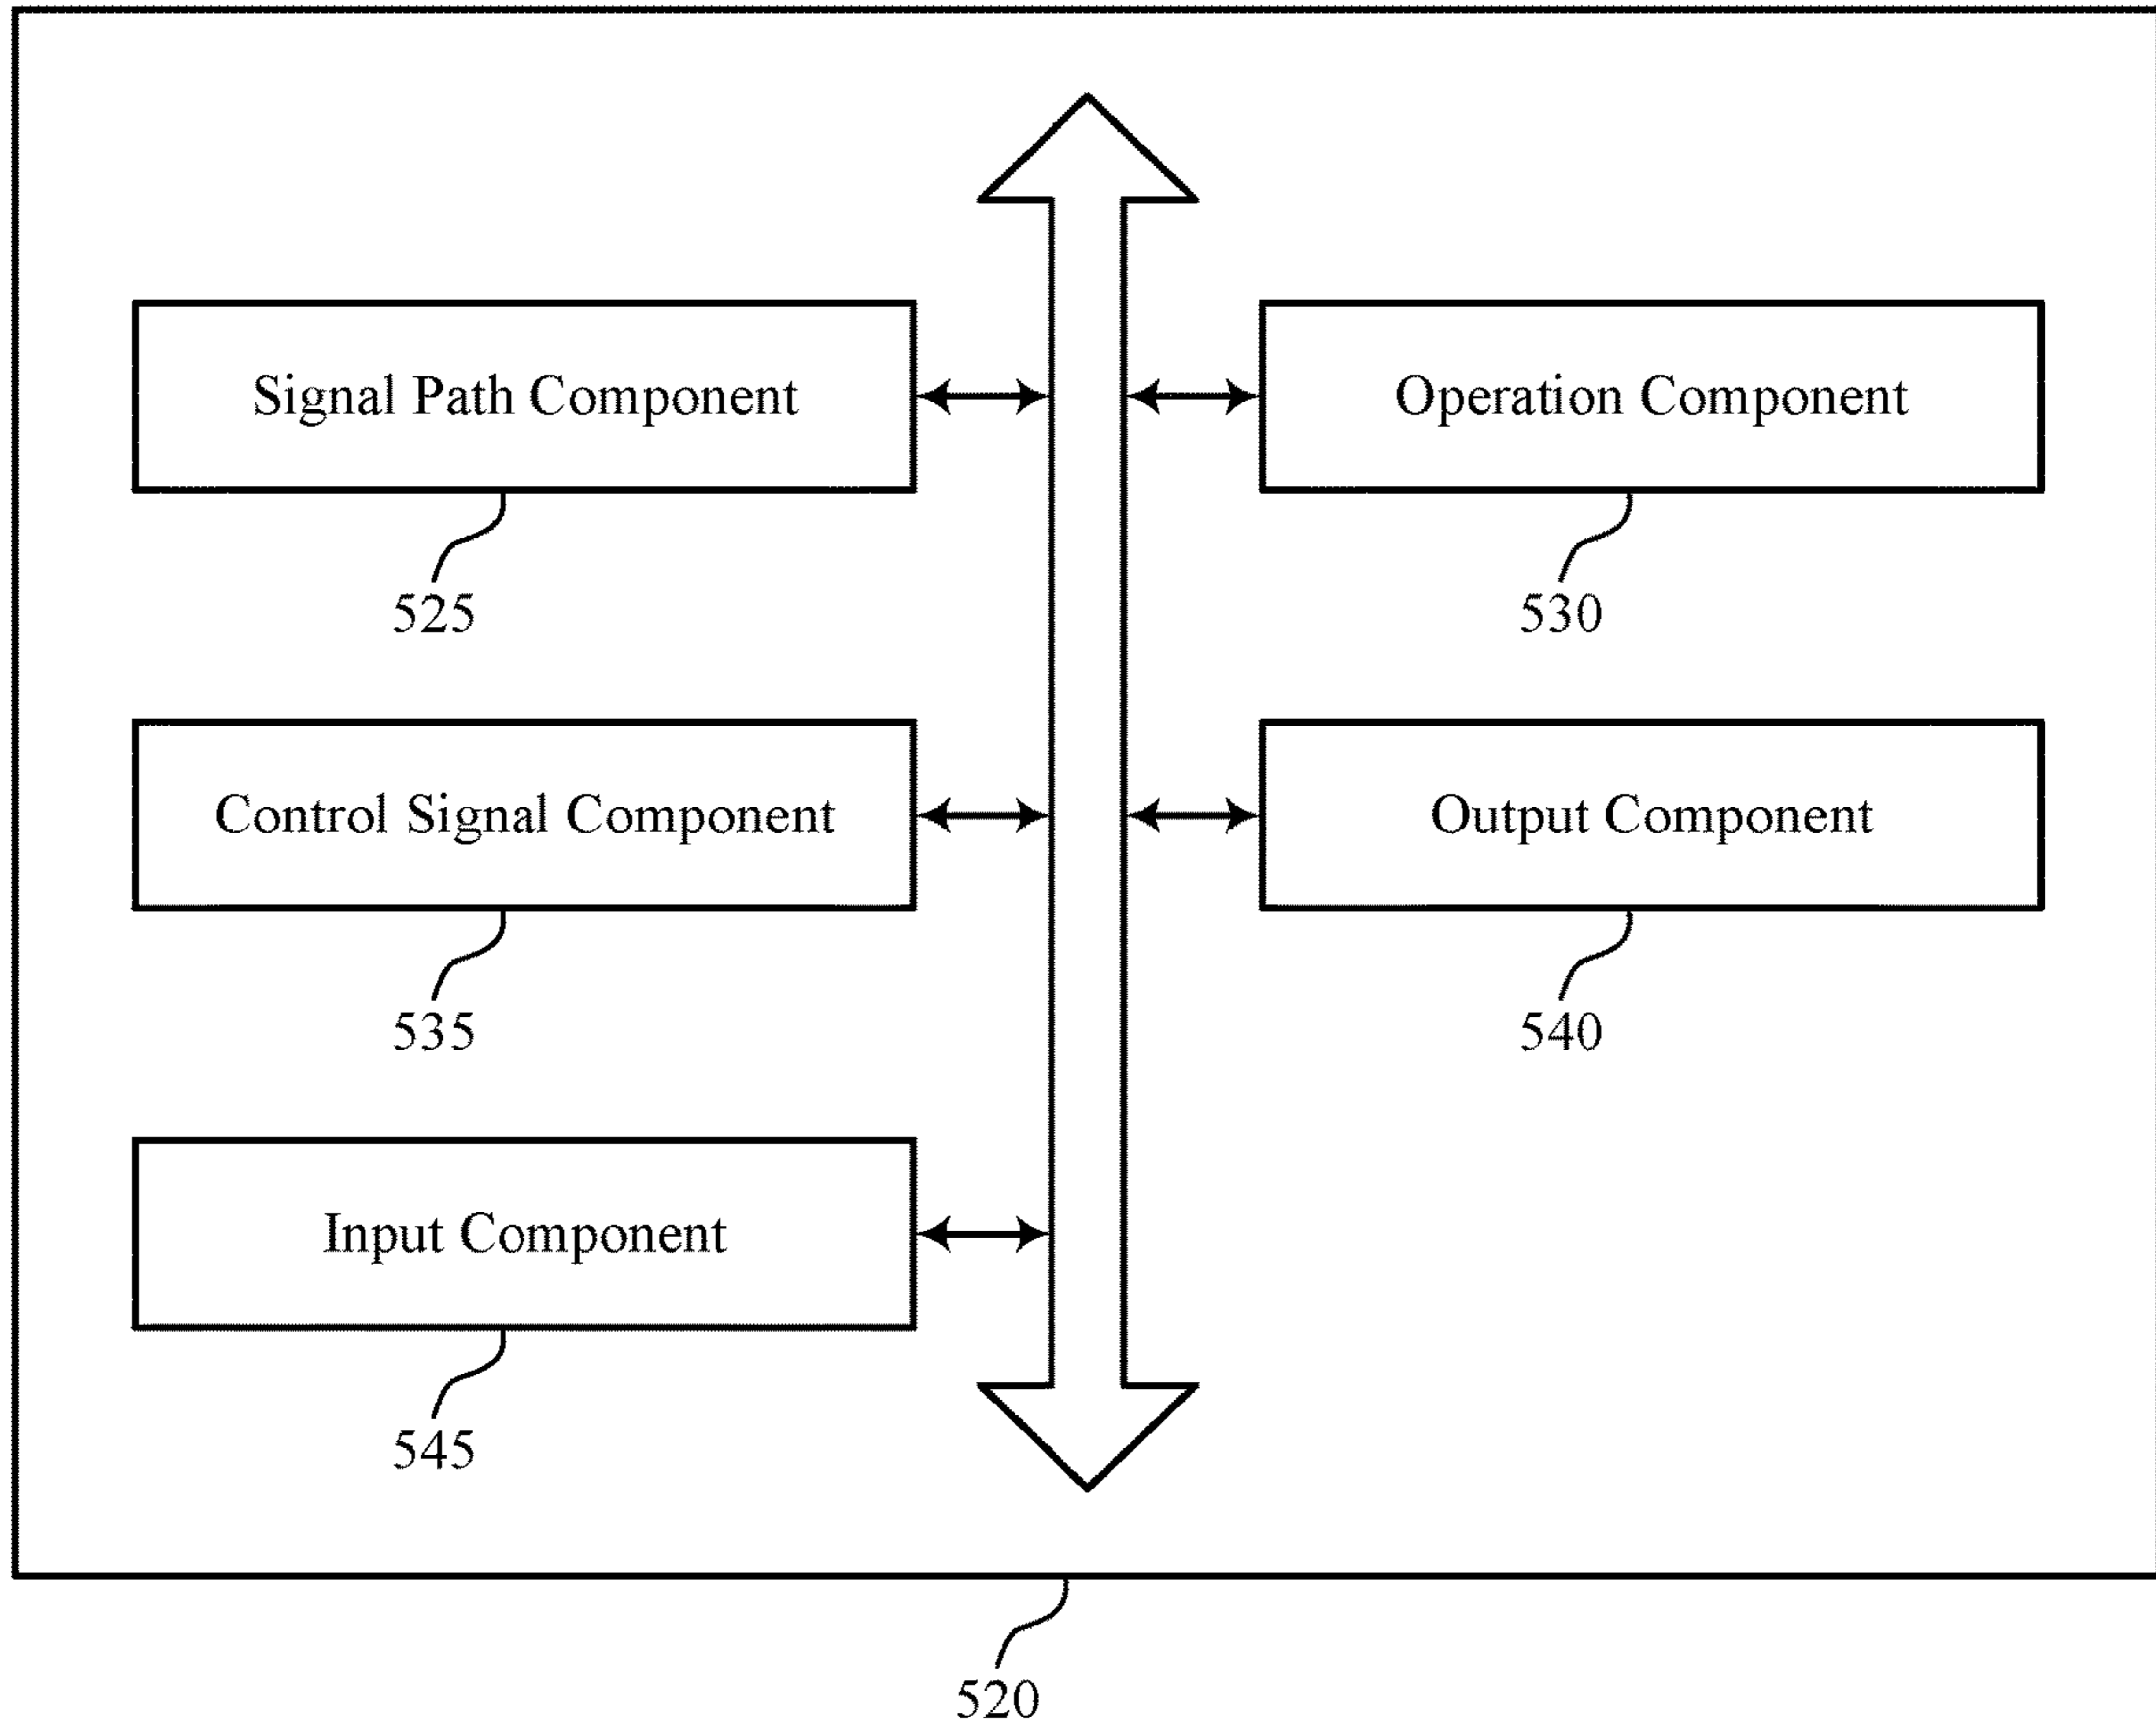 Signal Path Component
Operation Component
525
530
Control Signal Component
Output Component
535
540
Input Component
545
520